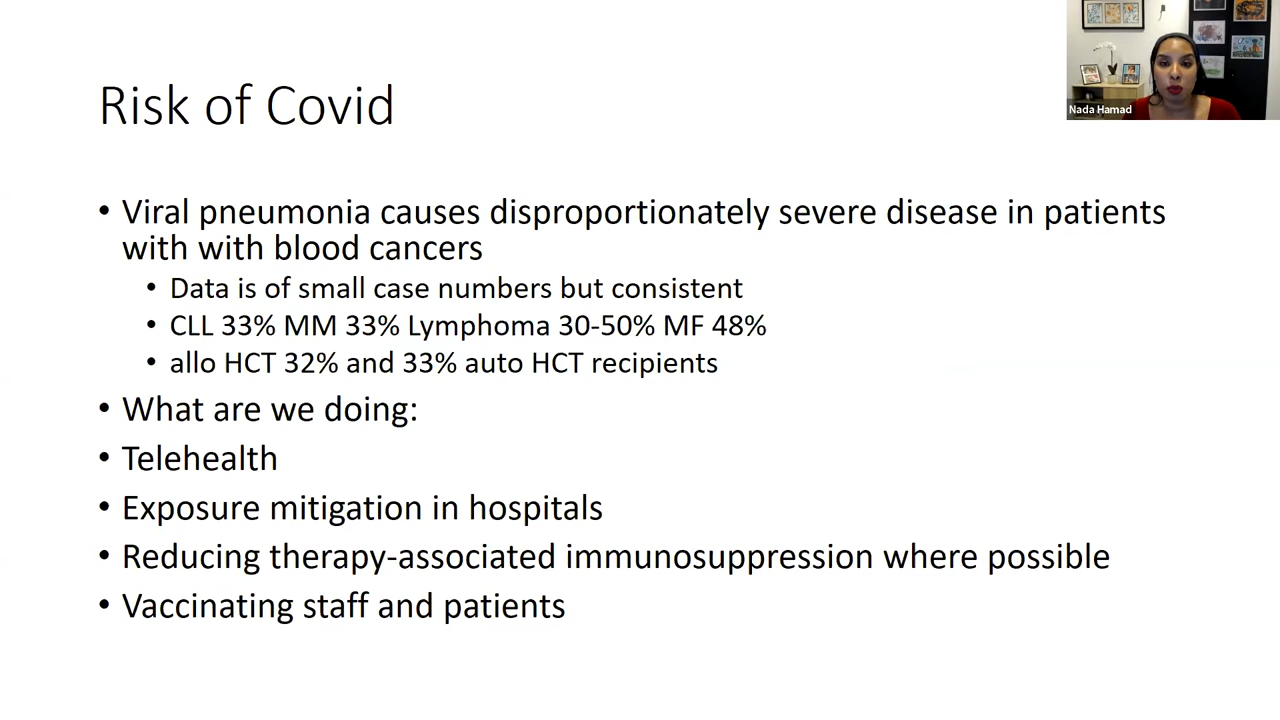 Risk of Covid
Nada Hamad
• Viral pneumonia causes disproportionately severe disease in patients
with with blood cancers
• Data is of small case numbers but consistent
• CLL 33% MM 33% Lymphoma 30-50% MF 48%
• allo HCT 32% and 33% auto HCT recipients
• What are we doing:
• Telehealth
• Exposure mitigation in hospitals
• Reducing therapy-associated immunosuppression where possible
• Vaccinating staff and patients